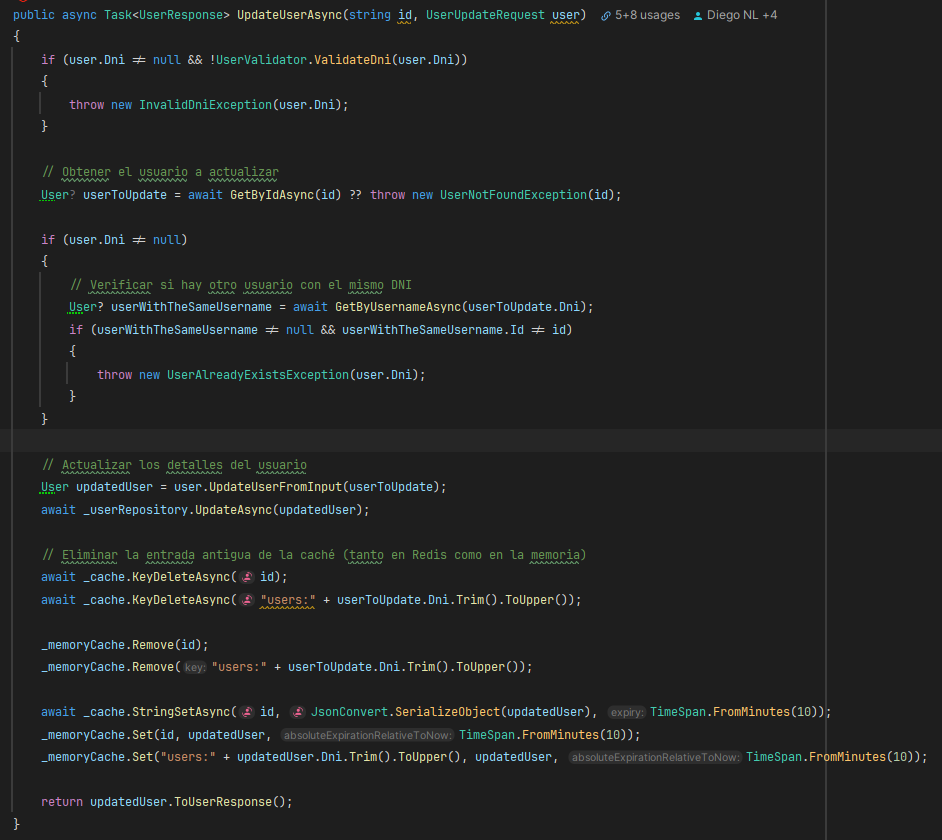 public async Task<UserResponse> UpdateUserAsync(string id, UserUpdateRequest user) 5+8 usages Diego NL +4
{
if (user.Dni ≠ null && !UserValidator.ValidateDni(user.Dni))
{
throw new InvalidDniException(user.Dni);
}
// Obtener el usuario a actualizar
User? userToUpdate = await GetByIdAsync(id) ?? throw new UserNotFoundException(id);
if (user.Dni ≠ null)
{
// Verificar si hay otro usuario con el mismo DNI
User? userWithTheSameUsername = await GetByUsernameAsync(userToUpdate.Dni);
if (userWithTheSameUsername ≠ null && userWithTheSameUsername.Id ≠ id)
{
throw new UserAlreadyExistsException(user.Dni);
}
}
// Actualizar los detalles del usuario
User updatedUser = user.UpdateUserFromInput(userToUpdate);
await _userRepository.UpdateAsync(updatedUser);
// Eliminar la entrada antigua de la caché (tanto en Redis como en la memoria)
await _cache.KeyDeleteAsync(id);
await _cache.KeyDeleteAsync("users:" + userToUpdate.Dni.Trim().ToUpper());
_memoryCache.Remove(id);
_memoryCache.Remove(key: "users:" + userToUpdate.Dni.Trim().ToUpper());
await _cache.StringSetAsync(id, JsonConvert.SerializeObject(updatedUser), expiry: TimeSpan.FromMinutes(10));
_memoryCache.Set(id, updatedUser, absoluteExpirationRelativeToNow: TimeSpan.FromMinutes(10));
_memoryCache.Set("users:" + updatedUser.Dni.Trim().ToUpper(), updatedUser, absoluteExpirationRelativeToNow: TimeSpan.FromMinutes(10));
return updatedUser.ToUserResponse();
}